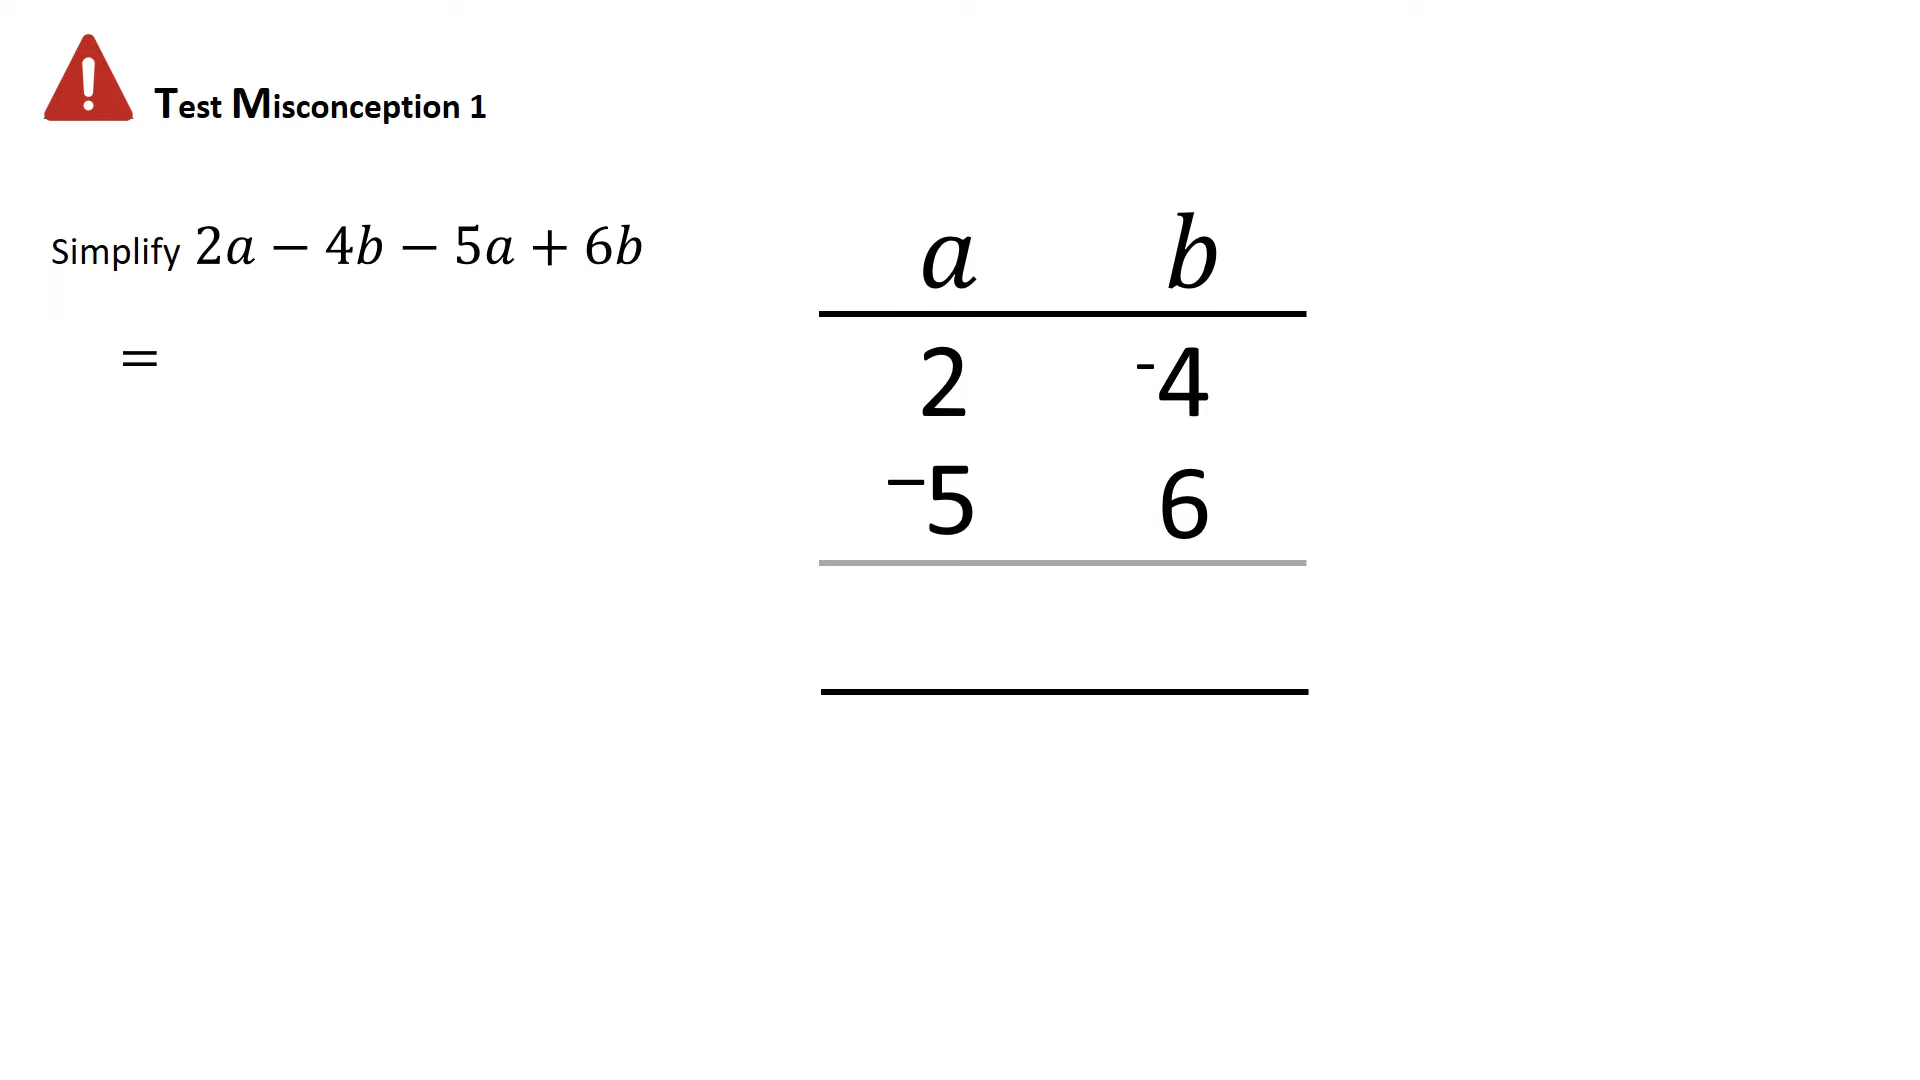 Test Misconception 1
Simplify 2a − 4b − 5a + 6b
=
a b
2 -4
−5 6